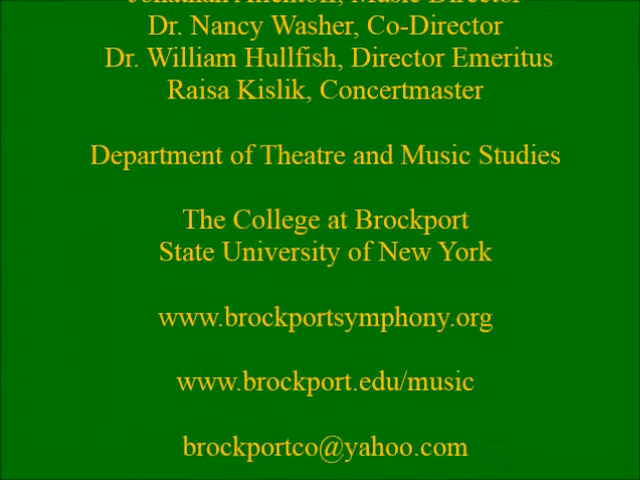 Music Director
Dr. Nancy Washer, Co-Director
Dr. William Hullfish, Director Emeritus
Raisa Kislik, Concertmaster
Department of Theatre and Music Studies
The College at Brockport
State University of New York
www.brockportsymphony.org
www.brockport.edu/music
brockportco@yahoo.com